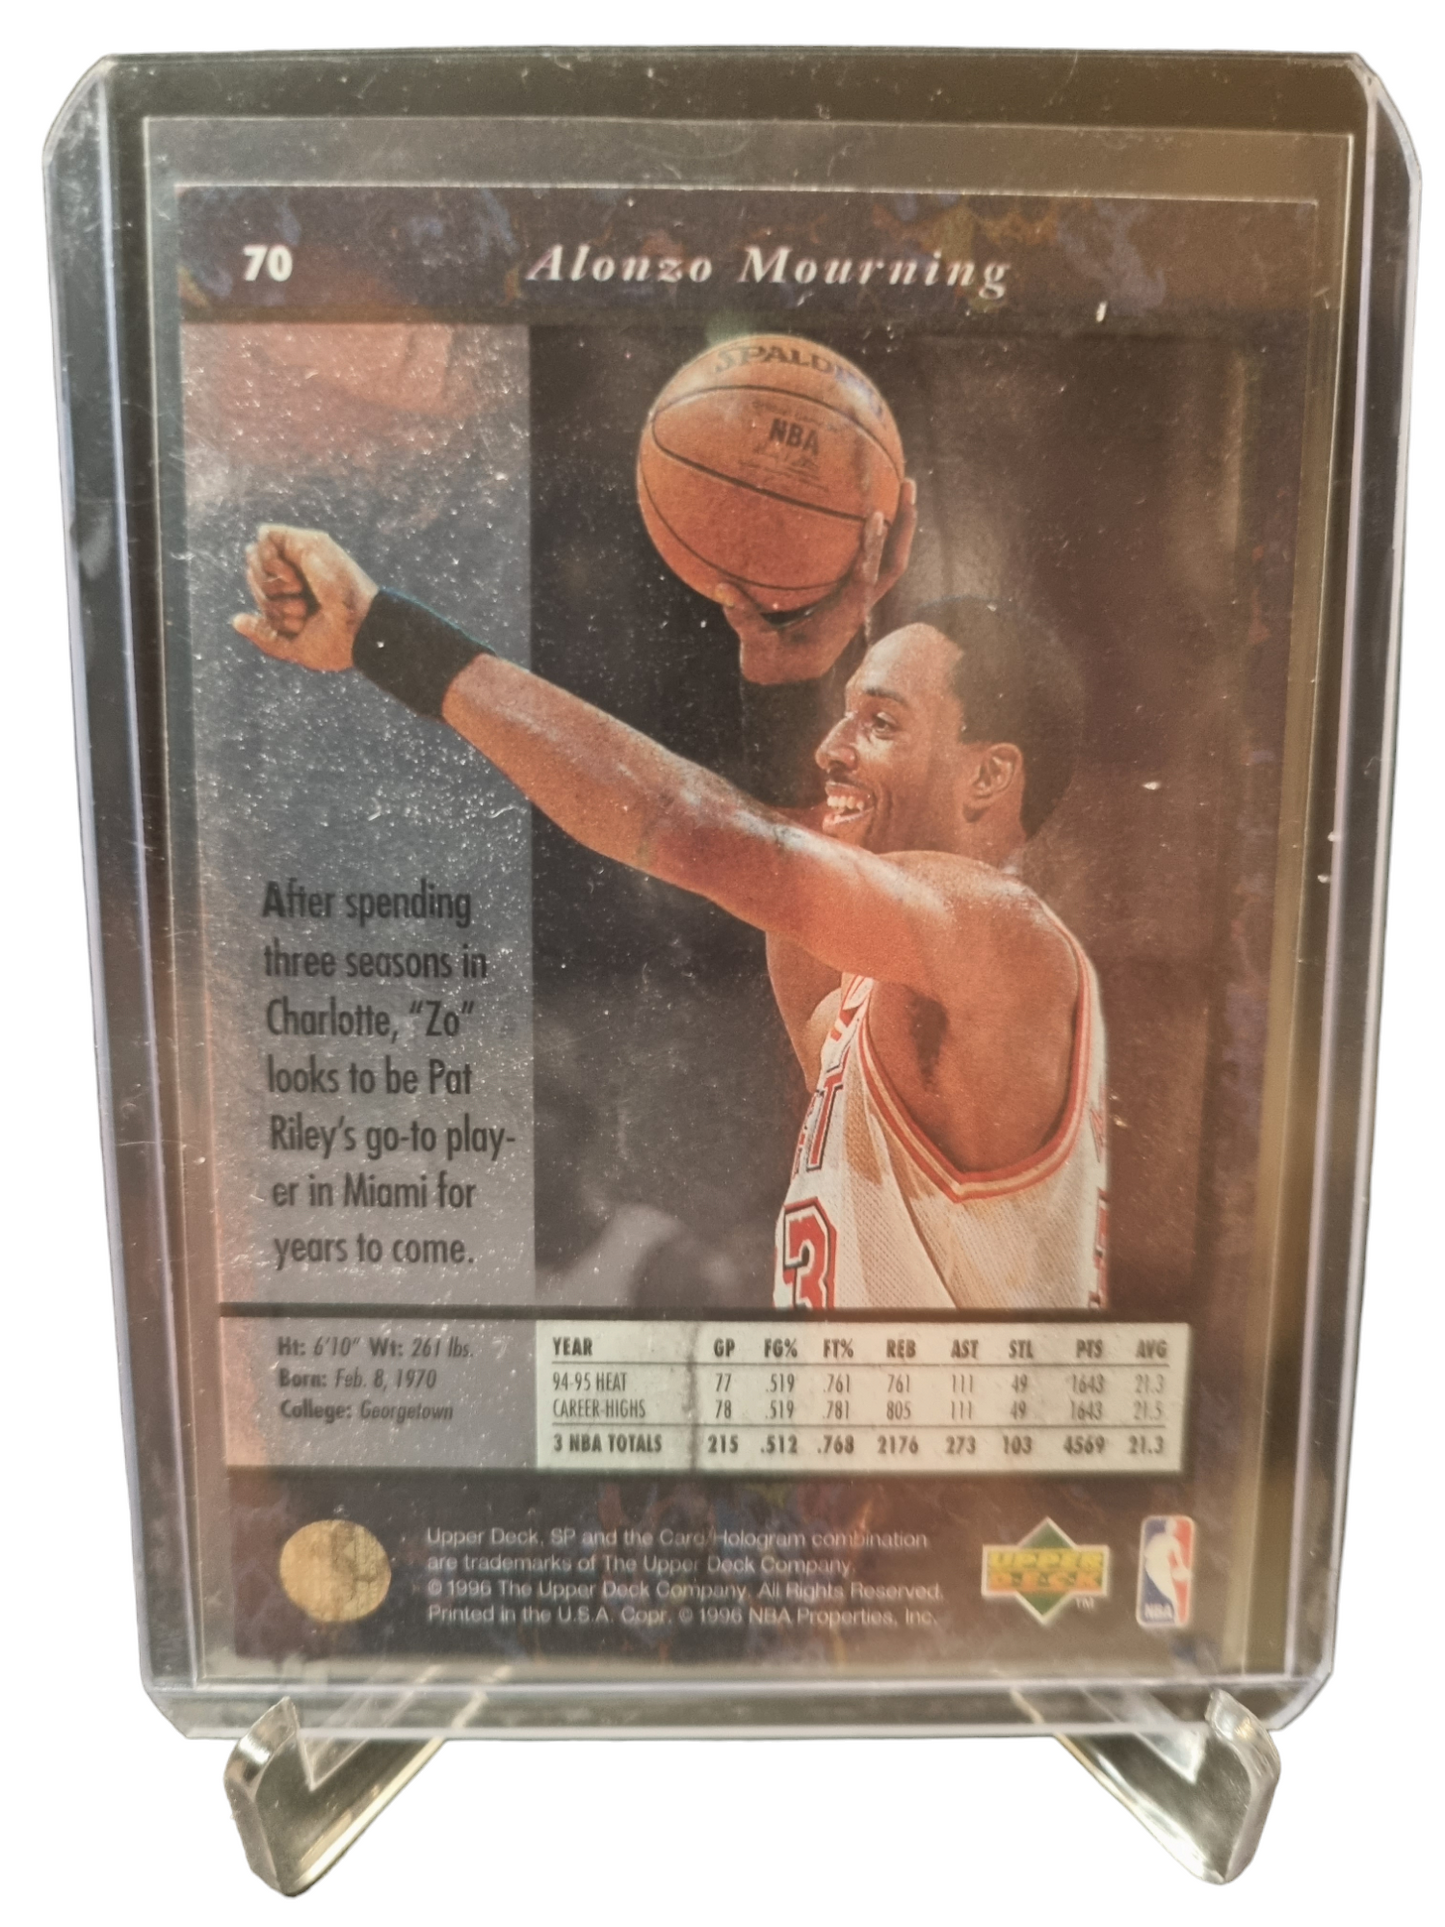 70 Alonzo Mourning
SPALDING
NBA
After spending
three seasons in
Charlotte, "Zo"
looks to be Pat
Riley's go-to play-
er in Miami for
years to come.
Ht: 6'10" Wt: 261 lbs.
Born: Feb. 8, 1970
College: Georgetown
YEAR GP FG% FT% REB AST STL PTS AVG
94-95 HEAT 77 .519 .761 761 111 49 1643 21.3
CAREER-HIGHS 78 .519 .781 805 111 49 1643 21.5
3 NBA TOTALS 215 .512 .768 2176 273 103 4569 21.3
Upper Deck, SP and the Card/Hologram combination
are trademarks of The Upper Deck Company.
© 1996 The Upper Deck Company. All Rights Reserved.
Printed in the U.S.A. Copr. © 1996 NBA Properties, Inc.
UPPER
DECK
TM
NBA